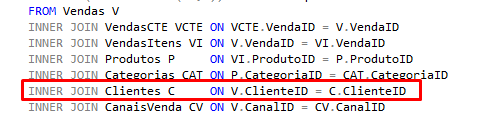 FROM Vendas V
INNER JOIN VendasCTE VCTE ON VCTE.VendaID = V.VendaID
INNER JOIN VendasItens VI ON V.VendaID = VI.VendaID
INNER JOIN Produtos P ON VI.ProdutoID = P.ProdutoID
INNER JOIN Categorias CAT ON P.CategoriaID = CAT.CategoriaID
INNER JOIN Clientes C ON V.ClienteID = C.ClienteID
INNER JOIN CanaisVenda CV ON V.CanalID = CV.CanalID